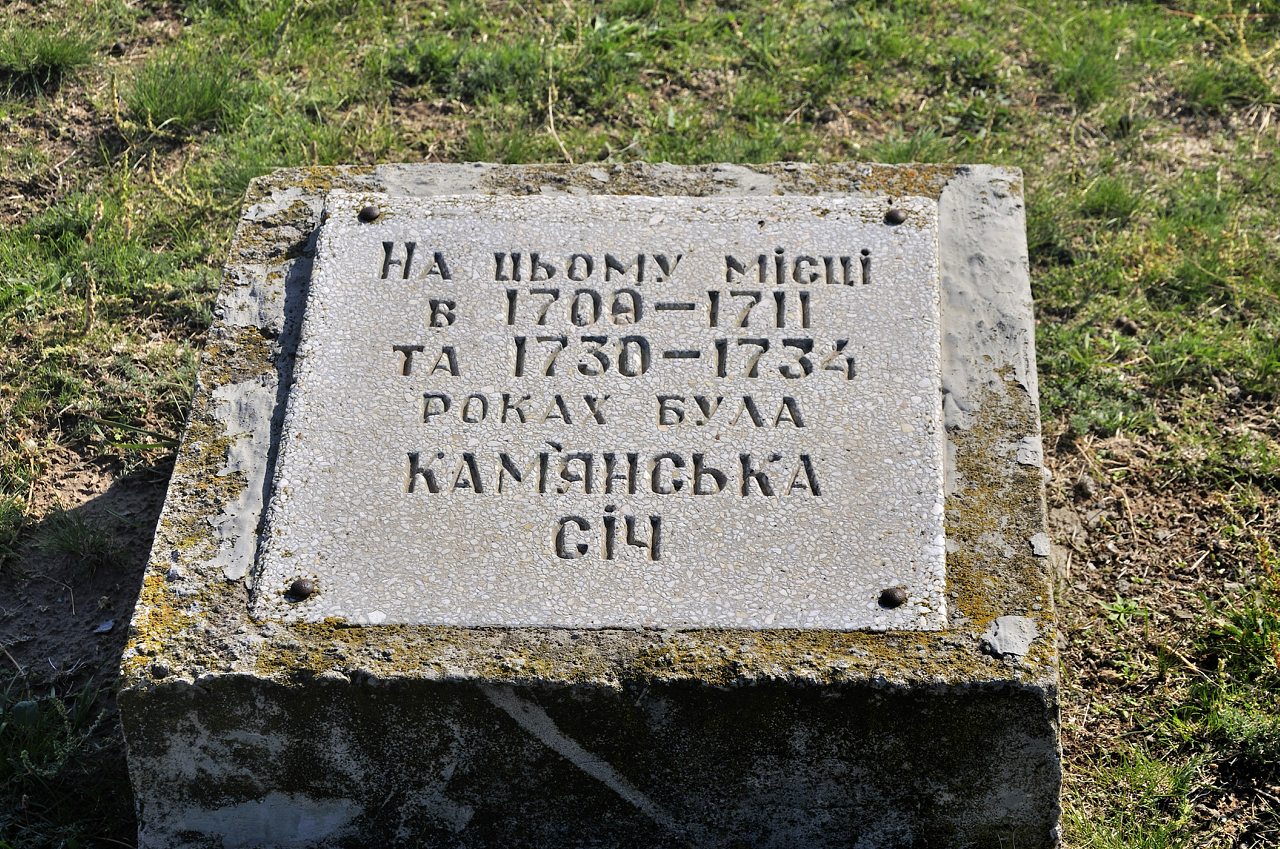 На цьому місці
в 1709-1711
та 1730-1734
роках була
Кам'янська
Січ